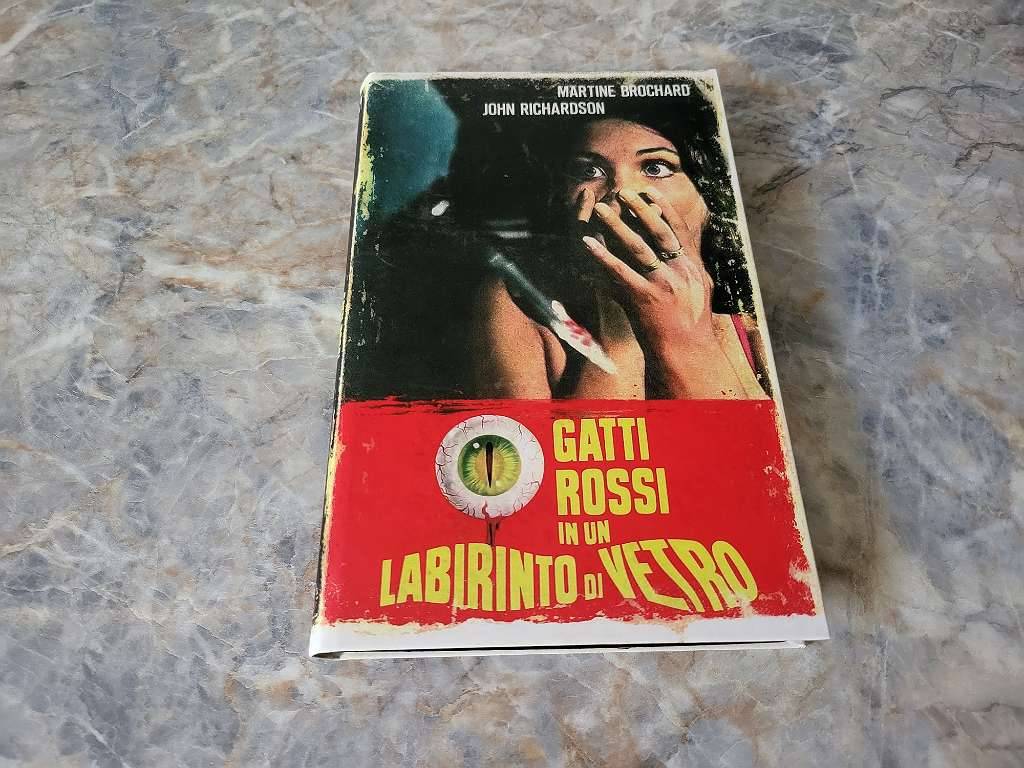 MARTINE BROCHARD
JOHN RICHARDSON
GATTI
ROSSI
IN UN
LABIRINTO DI VETRO